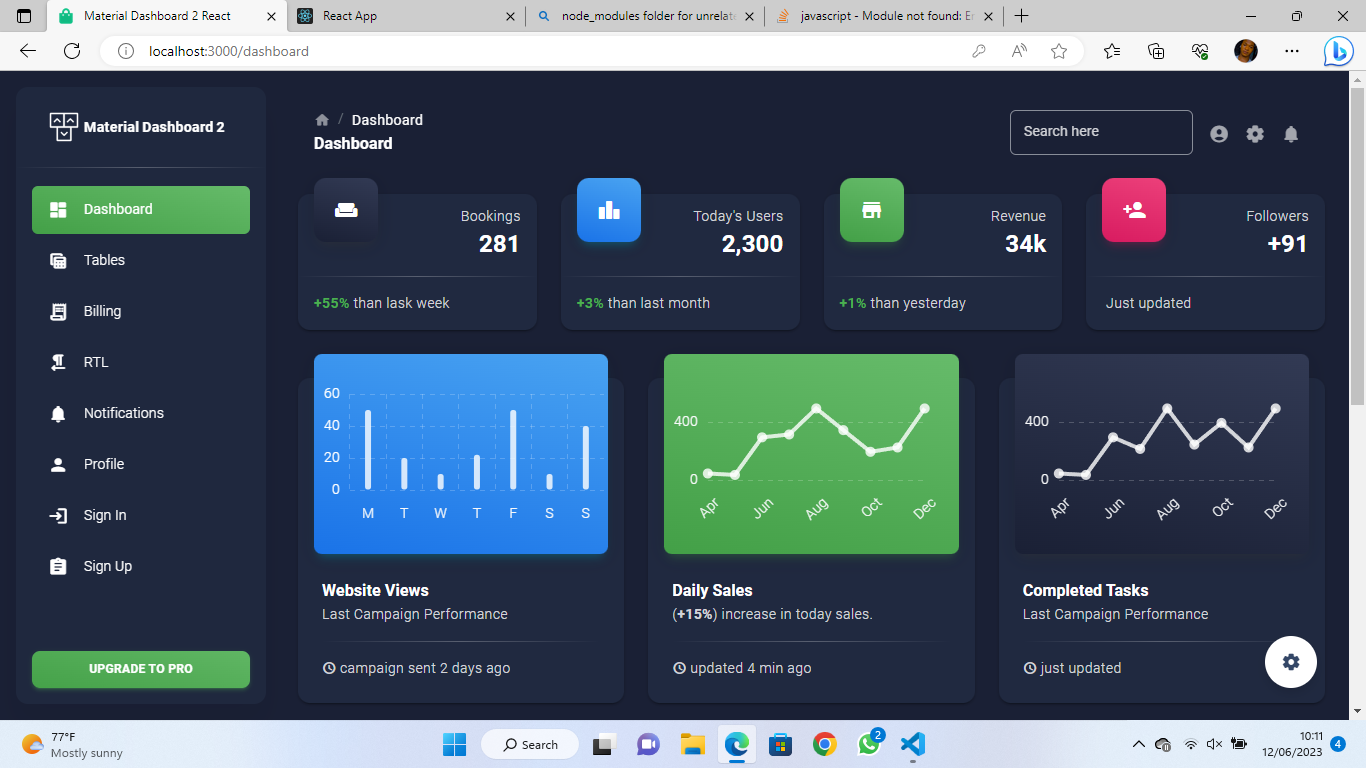 Material Dashboard 2 React
React App
node_modules folder for unrelate
javascript - Module not found: Er
localhost:3000/dashboard
Material Dashboard 2
Dashboard
Tables
Billing
RTL
Notifications
Profile
Sign In
Sign Up
UPGRADE TO PRO
/ Dashboard
Dashboard
Search here
Bookings
281
+55% than lask week
Today's Users
2,300
+3% than last month
Revenue
34k
+1% than yesterday
Followers
+91
Just updated
60
40
20
0
M T W T F S S
Website Views
Last Campaign Performance
campaign sent 2 days ago
400
0
Apr Jun Aug Oct Dec
Daily Sales
(+15%) increase in today sales.
updated 4 min ago
400
0
Apr Jun Aug Oct Dec
Completed Tasks
Last Campaign Performance
just updated
77°F
Mostly sunny
Search
2
10:11
12/06/2023
4